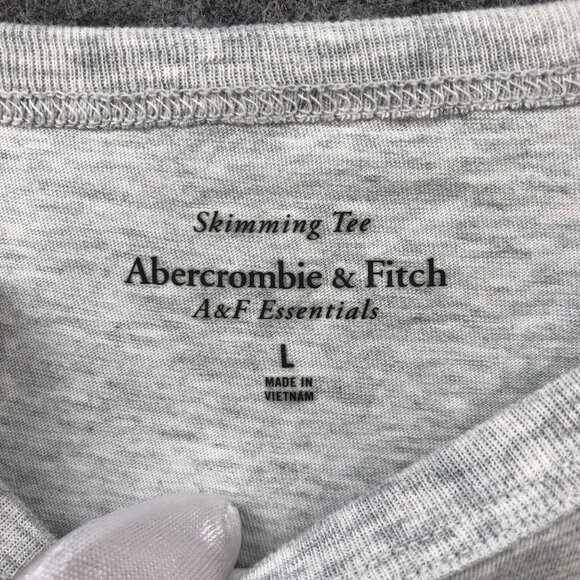 Skimming Tee
Abercrombie & Fitch
A&F Essentials
L
MADE IN
VIETNAM